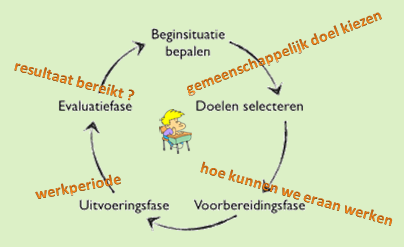 Beginsituatie
bepalen
gemeenschappelijk doel kiezen
Doelen selecteren
hoe kunnen we eraan werken
Voorbereidingsfase
Uitvoeringsfase
werkperiode
Evaluatiefase
resultaat bereikt ?